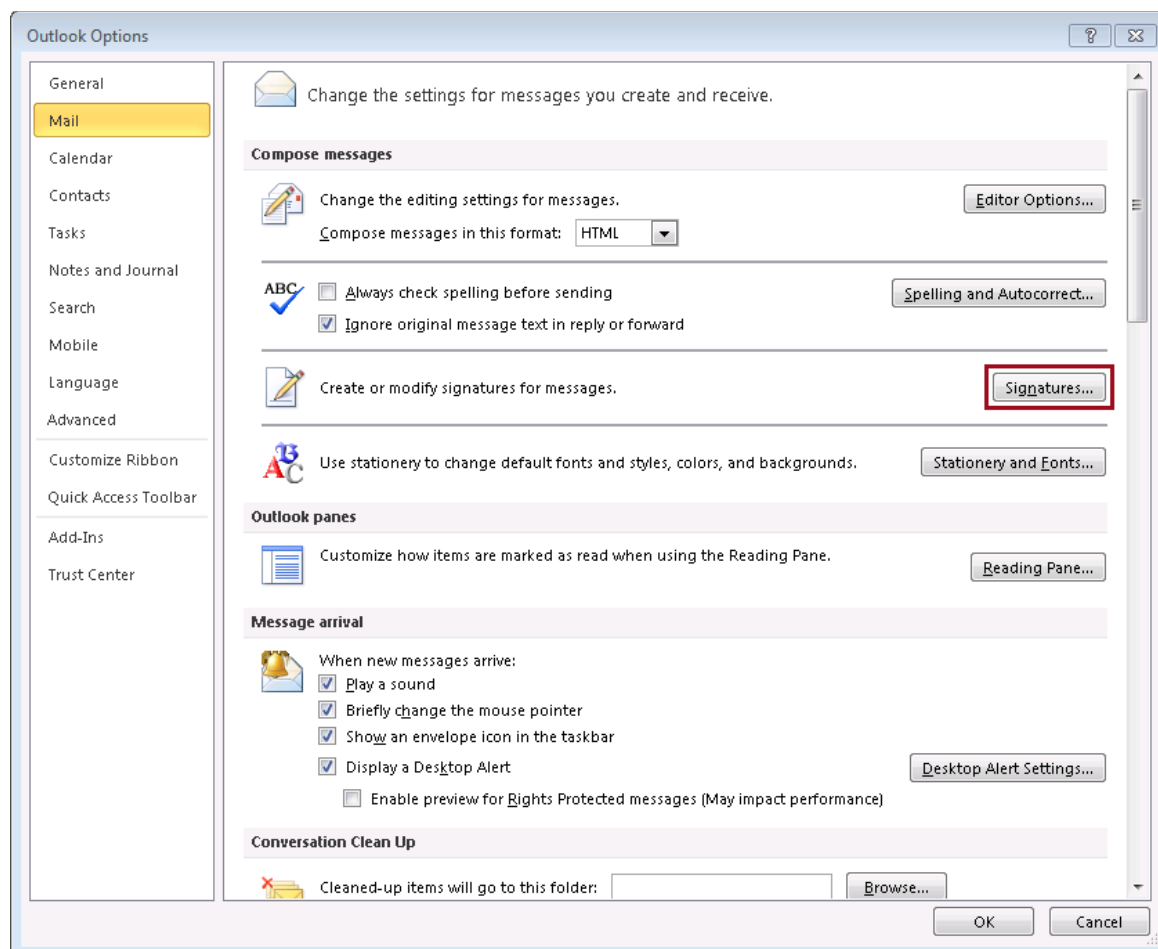 Outlook Options
General
Mail
Calendar
Contacts
Tasks
Notes and Journal
Search
Mobile
Language
Advanced
Customize Ribbon
Quick Access Toolbar
Add-Ins
Trust Center
Change the settings for messages you create and receive.
Compose messages
Change the editing settings for messages.
Editor Options...
Compose messages in this format: HTML
ABC
Always check spelling before sending
Spelling and Autocorrect...
Ignore original message text in reply or forward
Create or modify signatures for messages.
Signatures...
Use stationery to change default fonts and styles, colors, and backgrounds.
Stationery and Fonts...
Outlook panes
Customize how items are marked as read when using the Reading Pane.
Reading Pane...
Message arrival
When new messages arrive:
Play a sound
Briefly change the mouse pointer
Show an envelope icon in the taskbar
Display a Desktop Alert
Desktop Alert Settings...
Enable preview for Rights Protected messages (May impact performance)
Conversation Clean Up
Cleaned-up items will go to this folder:
Browse...
OK
Cancel